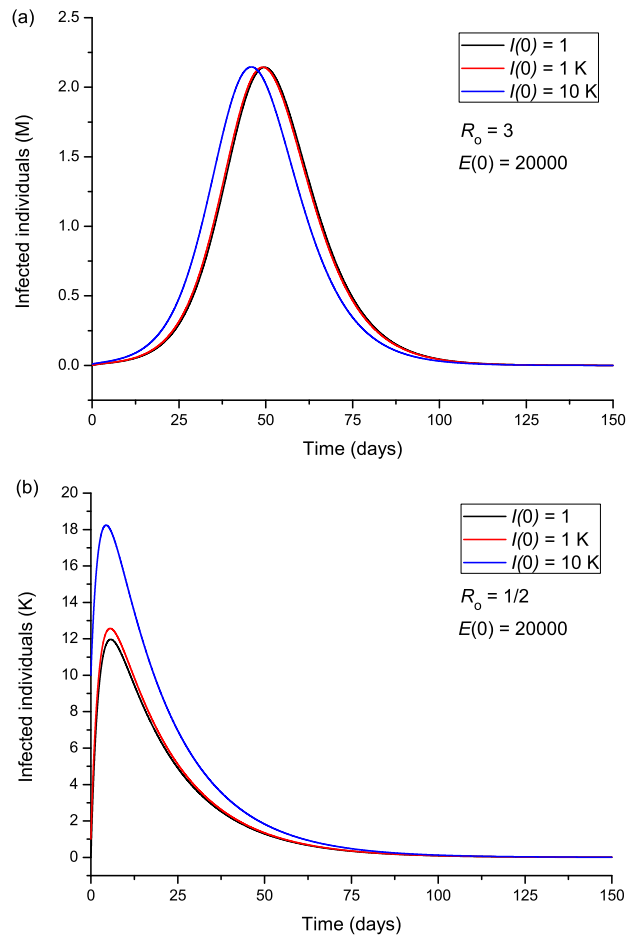 (a)
2.5
2.0
1.5
1.0
0.5
0.0
Infected individuals (M)
I(0) = 1
I(0) = 1 K
I(0) = 10 K
Ro = 3
E(0) = 20000
0 25 50 75 100 125 150
Time (days)
(b)
20
18
16
14
12
10
8
6
4
2
0
Infected individuals (K)
I(0) = 1
I(0) = 1 K
I(0) = 10 K
Ro = 1/2
E(0) = 20000
0 25 50 75 100 125 150
Time (days)